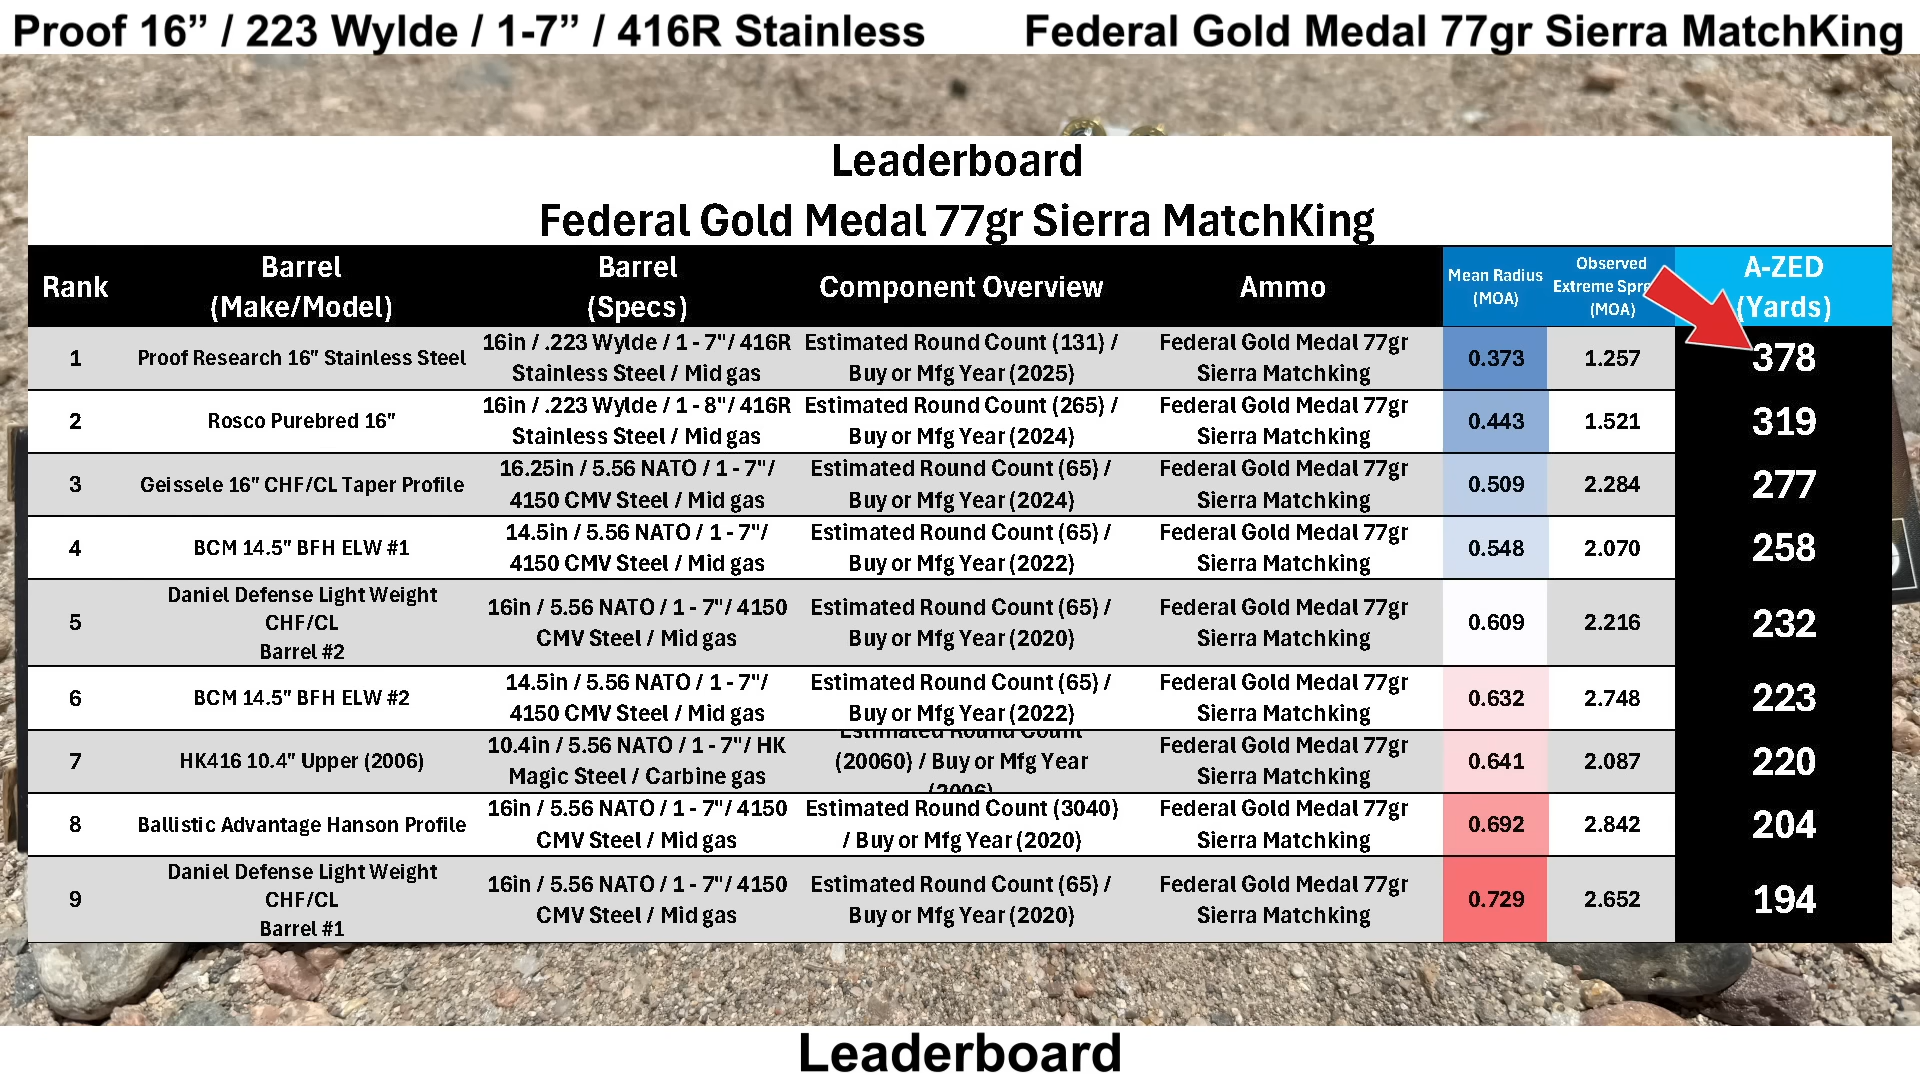 Proof 16” / 223 Wylde / 1-7” / 416R Stainless
Federal Gold Medal 77gr Sierra MatchKing
Leaderboard
Federal Gold Medal 77gr Sierra MatchKing
Rank
Barrel
(Make/Model)
Barrel
(Specs)
Component Overview
Ammo
Mean Radius
(MOA)
Observed
Extreme Spre
(MOA)
A-ZED
(Yards)
1
Proof Research 16" Stainless Steel
16in / .223 Wylde / 1 - 7"/ 416R
Stainless Steel / Mid gas
Estimated Round Count (131) /
Buy or Mfg Year (2025)
Federal Gold Medal 77gr
Sierra Matchking
0.373
1.257
378
2
Rosco Purebred 16"
16in / .223 Wylde / 1 - 8"/ 416R
Stainless Steel / Mid gas
Estimated Round Count (265) /
Buy or Mfg Year (2024)
Federal Gold Medal 77gr
Sierra Matchking
0.443
1.521
319
3
Geissele 16" CHF/CL Taper Profile
16.25in / 5.56 NATO / 1 - 7"/
4150 CMV Steel / Mid gas
Estimated Round Count (65) /
Buy or Mfg Year (2024)
Federal Gold Medal 77gr
Sierra Matchking
0.509
2.284
277
4
BCM 14.5" BFH ELW #1
14.5in / 5.56 NATO / 1 - 7"/
4150 CMV Steel / Mid gas
Estimated Round Count (65) /
Buy or Mfg Year (2022)
Federal Gold Medal 77gr
Sierra Matchking
0.548
2.070
258
5
Daniel Defense Light Weight
CHF/CL
Barrel #2
16in / 5.56 NATO / 1 - 7"/ 4150
CMV Steel / Mid gas
Estimated Round Count (65) /
Buy or Mfg Year (2020)
Federal Gold Medal 77gr
Sierra Matchking
0.609
2.216
232
6
BCM 14.5" BFH ELW #2
14.5in / 5.56 NATO / 1 - 7"/
4150 CMV Steel / Mid gas
Estimated Round Count (65) /
Buy or Mfg Year (2022)
Federal Gold Medal 77gr
Sierra Matchking
0.632
2.748
223
7
HK416 10.4" Upper (2006)
10.4in / 5.56 NATO / 1 - 7"/ HK
Magic Steel / Carbine gas
Estimated Round Count
(20060) / Buy or Mfg Year
(2006)
Federal Gold Medal 77gr
Sierra Matchking
0.641
2.087
220
8
Ballistic Advantage Hanson Profile
16in / 5.56 NATO / 1 - 7"/ 4150
CMV Steel / Mid gas
Estimated Round Count (3040)
/ Buy or Mfg Year (2020)
Federal Gold Medal 77gr
Sierra Matchking
0.692
2.842
204
9
Daniel Defense Light Weight
CHF/CL
Barrel #1
16in / 5.56 NATO / 1 - 7"/ 4150
CMV Steel / Mid gas
Estimated Round Count (65) /
Buy or Mfg Year (2020)
Federal Gold Medal 77gr
Sierra Matchking
0.729
2.652
194
Leaderboard